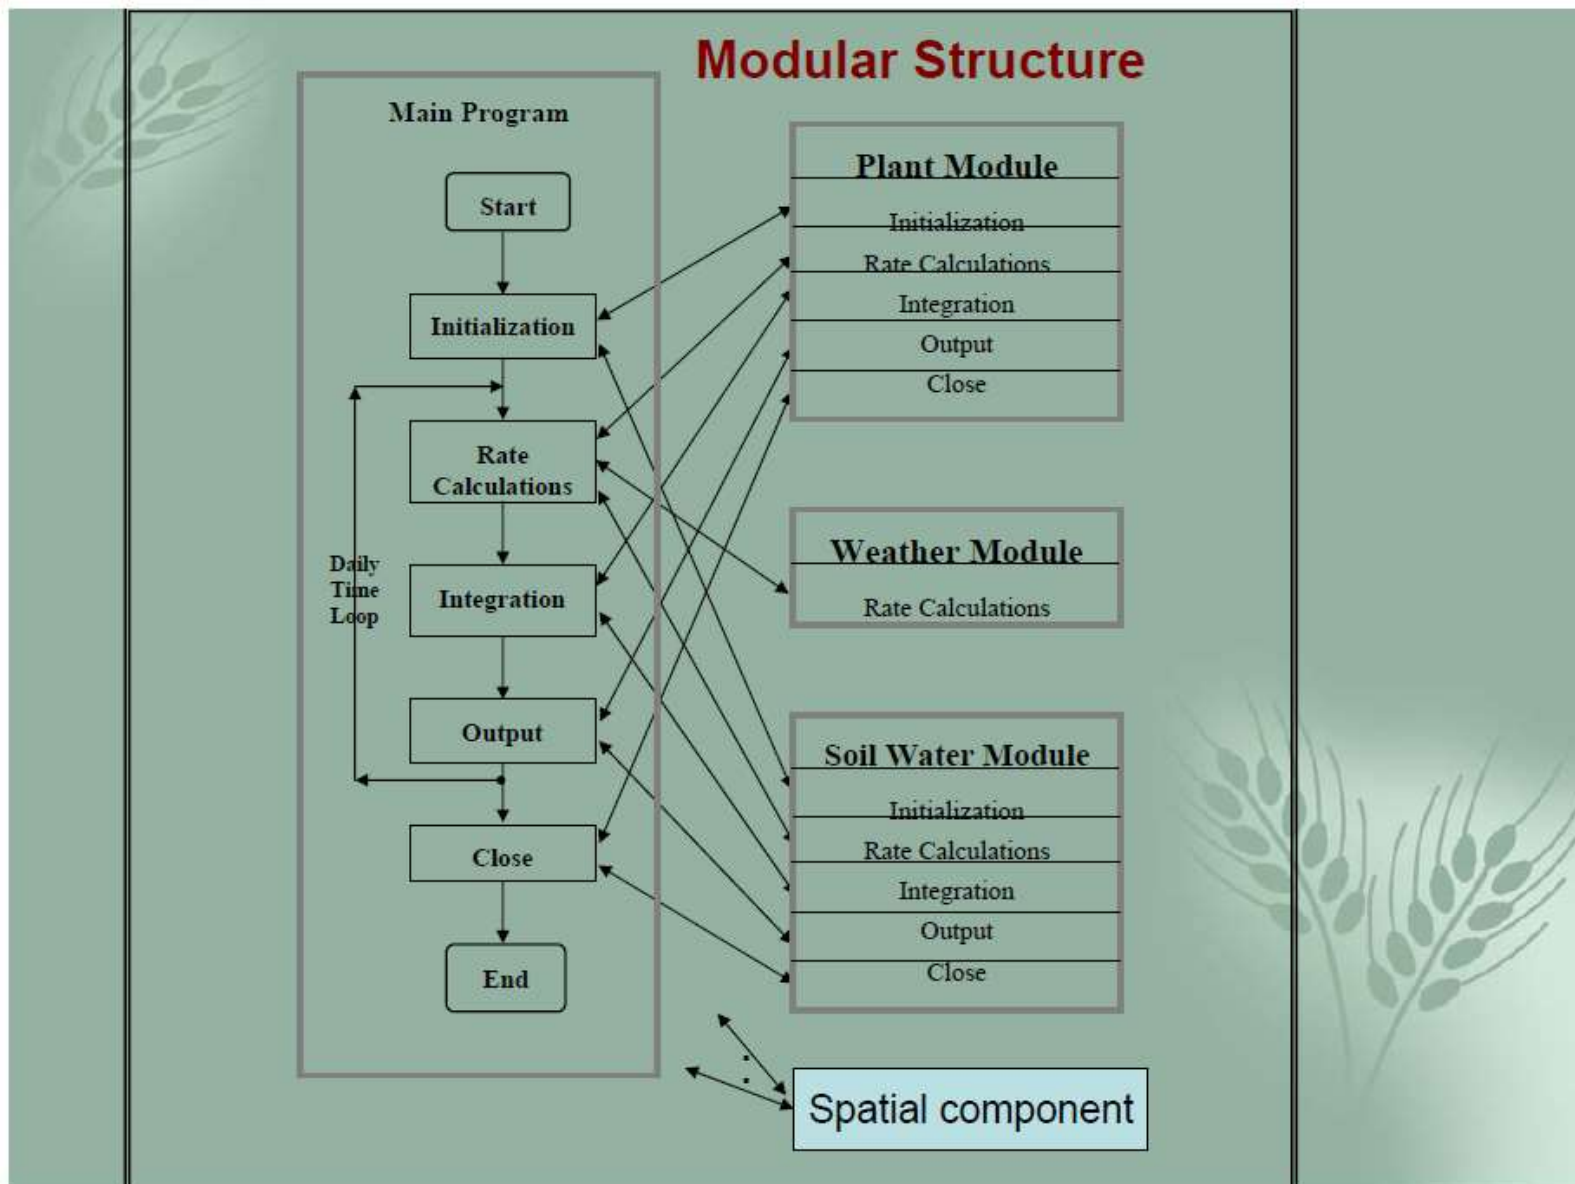 Modular Structure
Main Program
Start
Initialization
Rate
Calculations
Daily
Time
Loop
Integration
Output
Close
End
Plant Module
Initialization
Rate Calculations
Integration
Output
Close
Weather Module
Rate Calculations
Soil Water Module
Initialization
Rate Calculations
Integration
Output
Close
Spatial component